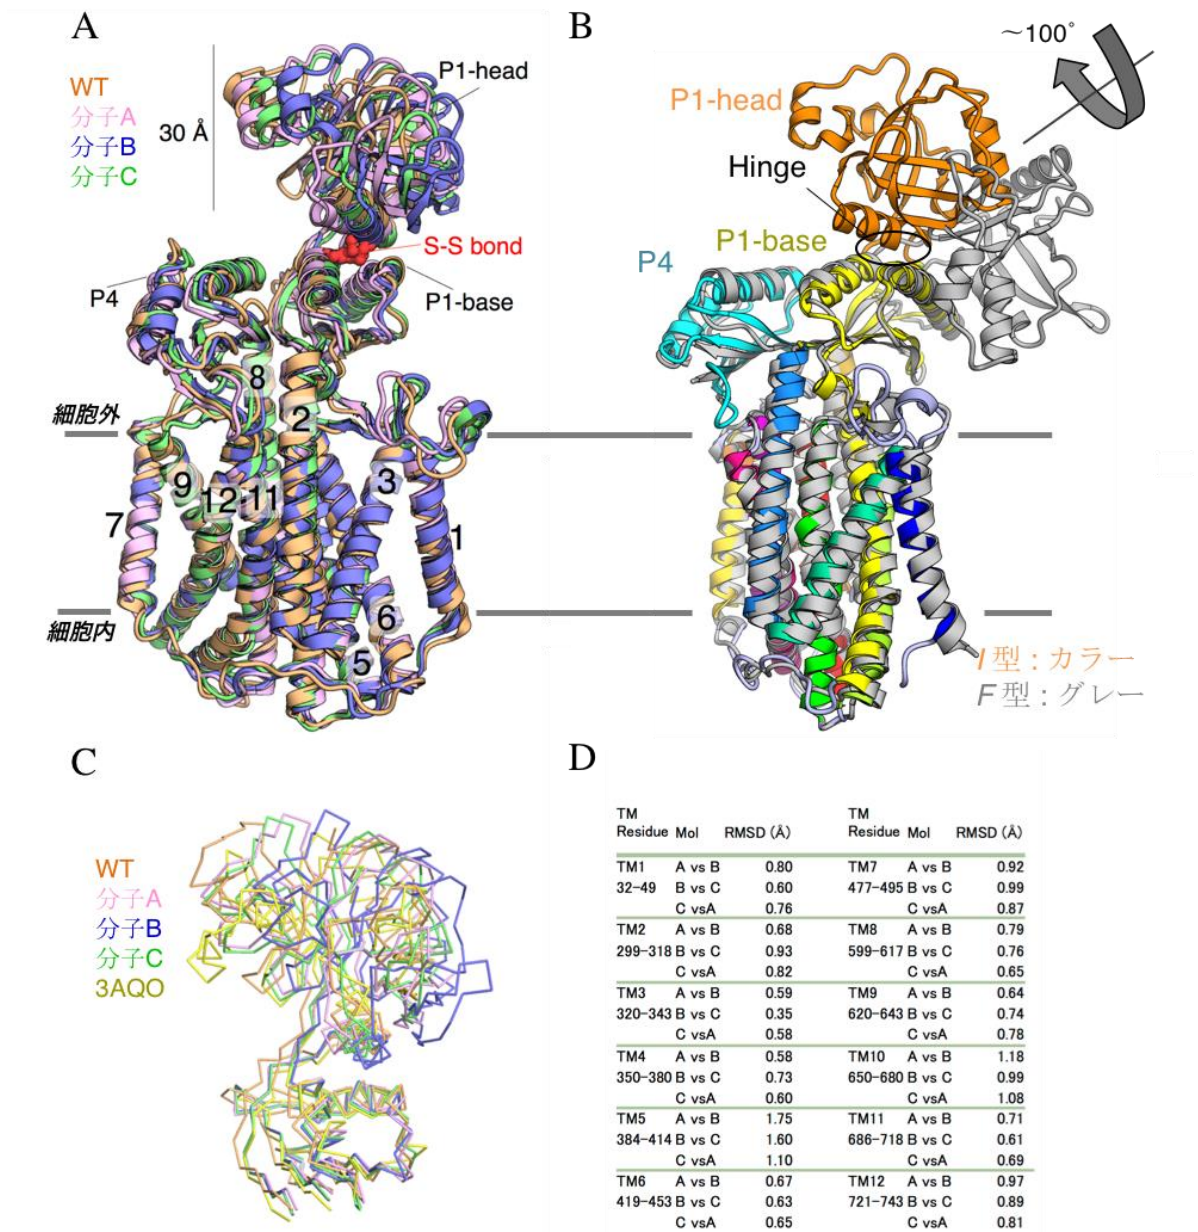 A
WT
分子A
分子B
分子C
30 Å
P1-head
S-S bond
P4
P1-base
8
2
細胞外
9
12
11
3
7
1
6
細胞内
5
B
～100°
P1-head
Hinge
P1-base
P4
I 型 : カラー
F 型 : グレー
C
WT
分子A
分子B
分子C
3AQO
D
TM
Residue Mol RMSD (Å)
TM1 A vs B 0.80
32-49 B vs C 0.60
C vsA 0.76
TM2 A vs B 0.68
299-318 B vs C 0.93
C vsA 0.82
TM3 A vs B 0.59
320-343 B vs C 0.35
C vsA 0.58
TM4 A vs B 0.58
350-380 B vs C 0.73
C vsA 0.60
TM5 A vs B 1.75
384-414 B vs C 1.60
C vsA 1.10
TM6 A vs B 0.67
419-453 B vs C 0.63
C vsA 0.65
TM
Residue Mol RMSD (Å)
TM7 A vs B 0.92
477-495 B vs C 0.99
C vsA 0.87
TM8 A vs B 0.79
599-617 B vs C 0.76
C vsA 0.65
TM9 A vs B 0.64
620-643 B vs C 0.74
C vsA 0.78
TM10 A vs B 1.18
650-680 B vs C 0.99
C vsA 1.08
TM11 A vs B 0.71
686-718 B vs C 0.61
C vsA 0.69
TM12 A vs B 0.97
721-743 B vs C 0.89
C vsA 0.81